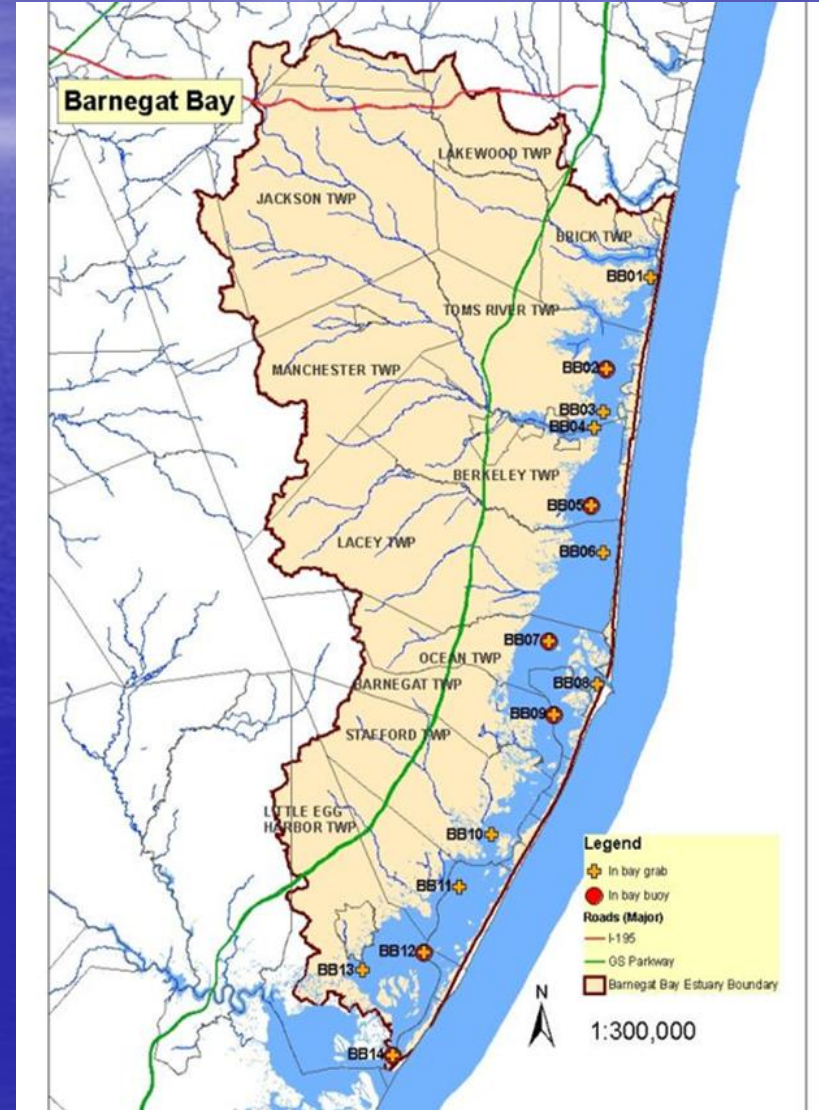 Barnegat Bay
LAKEWOOD TWP
JACKSON TWP
BRICK TWP
BB01
TOMS RIVER TWP
MANCHESTER TWP
BB02
BB03
BB04
BERKELEY TWP
BB05
LACEY TWP
BB06
BB07
OCEAN TWP
BARNEGAT TWP
BB08
BB09
STAFFORD TWP
LITTLE EGG
HARBOR TWP
BB10
BB11
BB12
BB13
BB14
Legend
In bay grab
In bay buoy
Roads (Major)
I-195
GS Parkway
Barnegat Bay Estuary Boundary
N
1:300,000